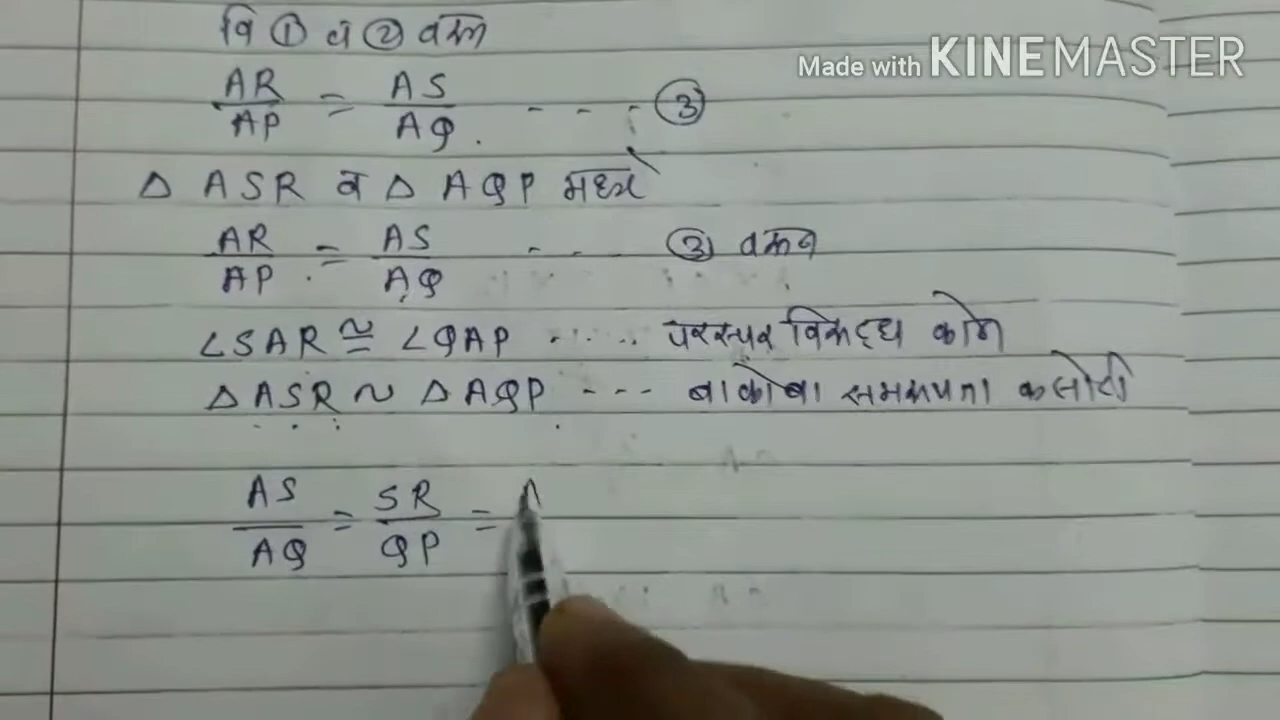 वि ① व ② वरून
Made with KINEMASTER
AR/AP = AS/AQ - - - ③
△ ASR व △ AQP मध्ये
AR/AP = AS/AQ - - - ③ वरून
∠SAR ≅ ∠QAP ..... परस्पर विरूद्ध कोन
△ ASR ~ △ AQP --- बाकोबा समरूपता कसोटी
AS/AQ = SR/QP = A